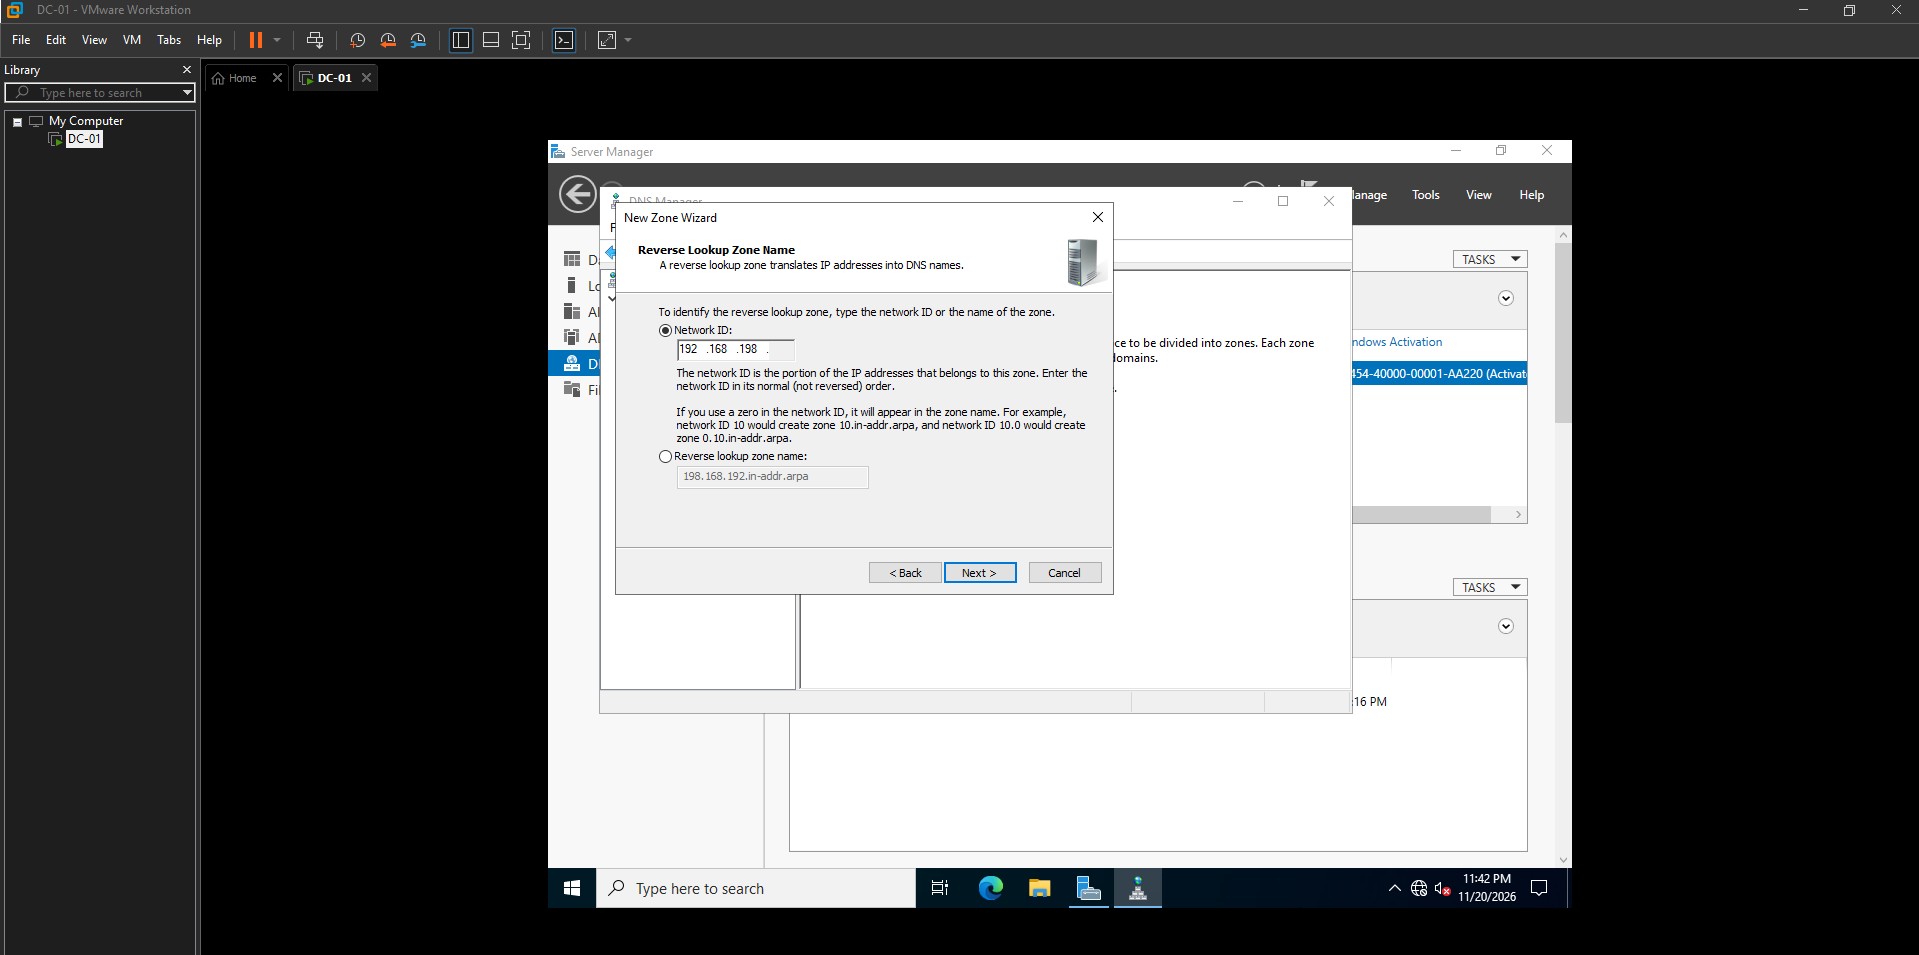 DC-01 - VMware Workstation
File Edit View VM Tabs Help
Library
Type here to search
My Computer
DC-01
Home
DC-01
Server Manager
Manage Tools View Help
DNS Manager
New Zone Wizard
Reverse Lookup Zone Name
A reverse lookup zone translates IP addresses into DNS names.
To identify the reverse lookup zone, type the network ID or the name of the zone.
Network ID:
192 .168 .198 .
The network ID is the portion of the IP addresses that belongs to this zone. Enter the
network ID in its normal (not reversed) order.
If you use a zero in the network ID, it will appear in the zone name. For example,
network ID 10 would create zone 10.in-addr.arpa, and network ID 10.0 would create
zone 0.10.in-addr.arpa.
Reverse lookup zone name:
198.168.192.in-addr.arpa
< Back Next > Cancel
ce to be divided into zones. Each zone
domains.
TASKS
ndows Activation
454-40000-00001-AA220 (Activat
TASKS
:16 PM
Type here to search
11:42 PM
11/20/2026